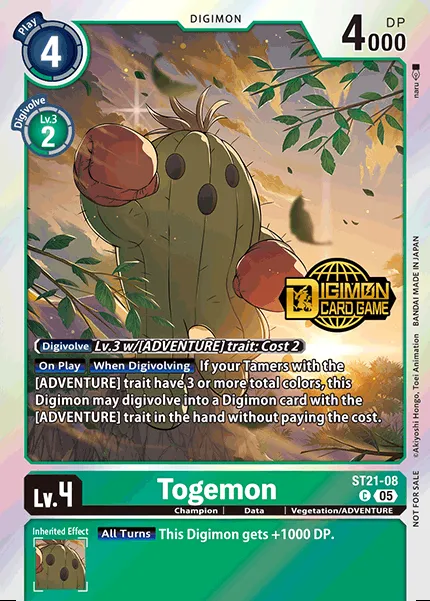 Play
4
DIGIMON
DP
4000
Digivolve
Lv.3
2
naru
DIGIMON
CARD GAME
Digivolve Lv.3 w/[ADVENTURE] trait: Cost 2
On Play When Digivolving If your Tamers with the
[ADVENTURE] trait have 3 or more total colors, this
Digimon may digivolve into a Digimon card with the
[ADVENTURE] trait in the hand without paying the cost.
©Akiyoshi Hongo, Toei Animation BANDAI MADE IN JAPAN
NOT FOR SALE
Lv.4
Togemon
ST21-08
C 05
Champion | Data | Vegetation/ADVENTURE
Inherited Effect
All Turns This Digimon gets +1000 DP.